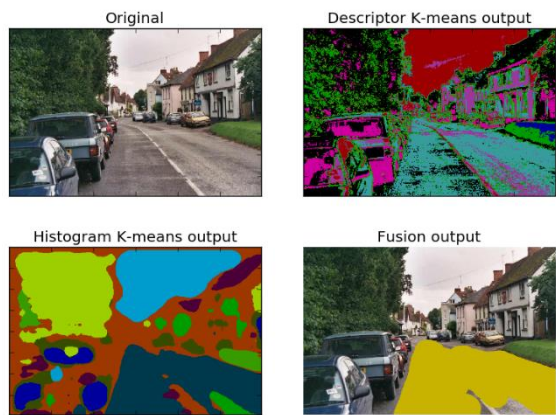 Original
Descriptor K-means output
Histogram K-means output
Fusion output